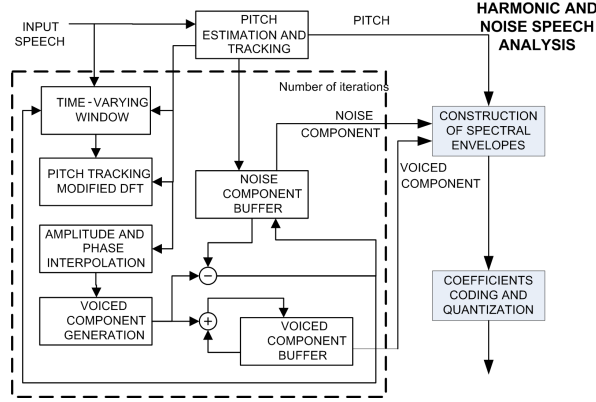 INPUT
SPEECH
PITCH
ESTIMATION AND
TRACKING
PITCH
HARMONIC AND
NOISE SPEECH
ANALYSIS
Number of iterations
TIME-VARYING
WINDOW
NOISE
COMPONENT
CONSTRUCTION
OF SPECTRAL
ENVELOPES
PITCH TRACKING
MODIFIED DFT
NOISE
COMPONENT
BUFFER
VOICED
COMPONENT
AMPLITUDE AND
PHASE
INTERPOLATION
−
VOICED
COMPONENT
GENERATION
+
VOICED
COMPONENT
BUFFER
COEFFICIENTS
CODING AND
QUANTIZATION